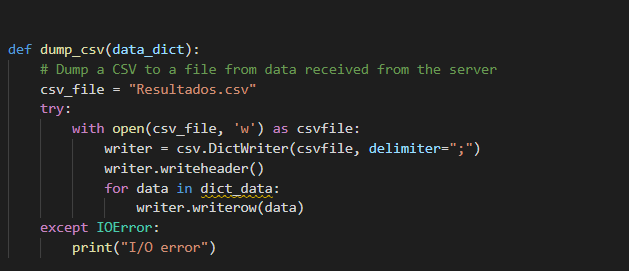 def dump_csv(data_dict):
    # Dump a CSV to a file from data received from the server
    csv_file = "Resultados.csv"
    try:
        with open(csv_file, 'w') as csvfile:
            writer = csv.DictWriter(csvfile, delimiter=";")
            writer.writeheader()
            for data in dict_data:
                writer.writerow(data)
    except IOError:
        print("I/O error")